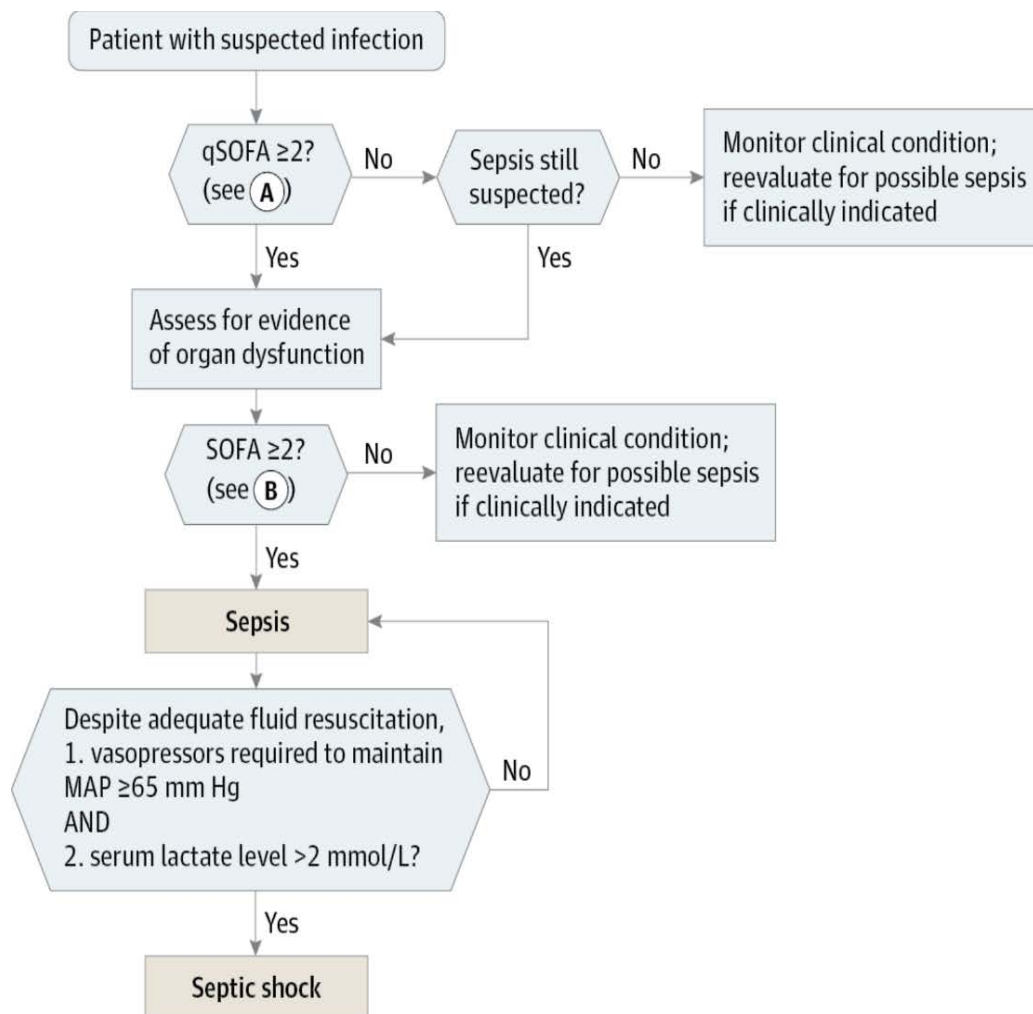 Patient with suspected infection
qSOFA ≥2?
(see A)
No
Sepsis still
suspected?
No
Monitor clinical condition;
reevaluate for possible sepsis
if clinically indicated
Yes
Yes
Assess for evidence
of organ dysfunction
SOFA ≥2?
(see B)
No
Monitor clinical condition;
reevaluate for possible sepsis
if clinically indicated
Yes
Sepsis
Despite adequate fluid resuscitation,
1. vasopressors required to maintain
MAP ≥65 mm Hg
AND
2. serum lactate level >2 mmol/L?
No
Yes
Septic shock